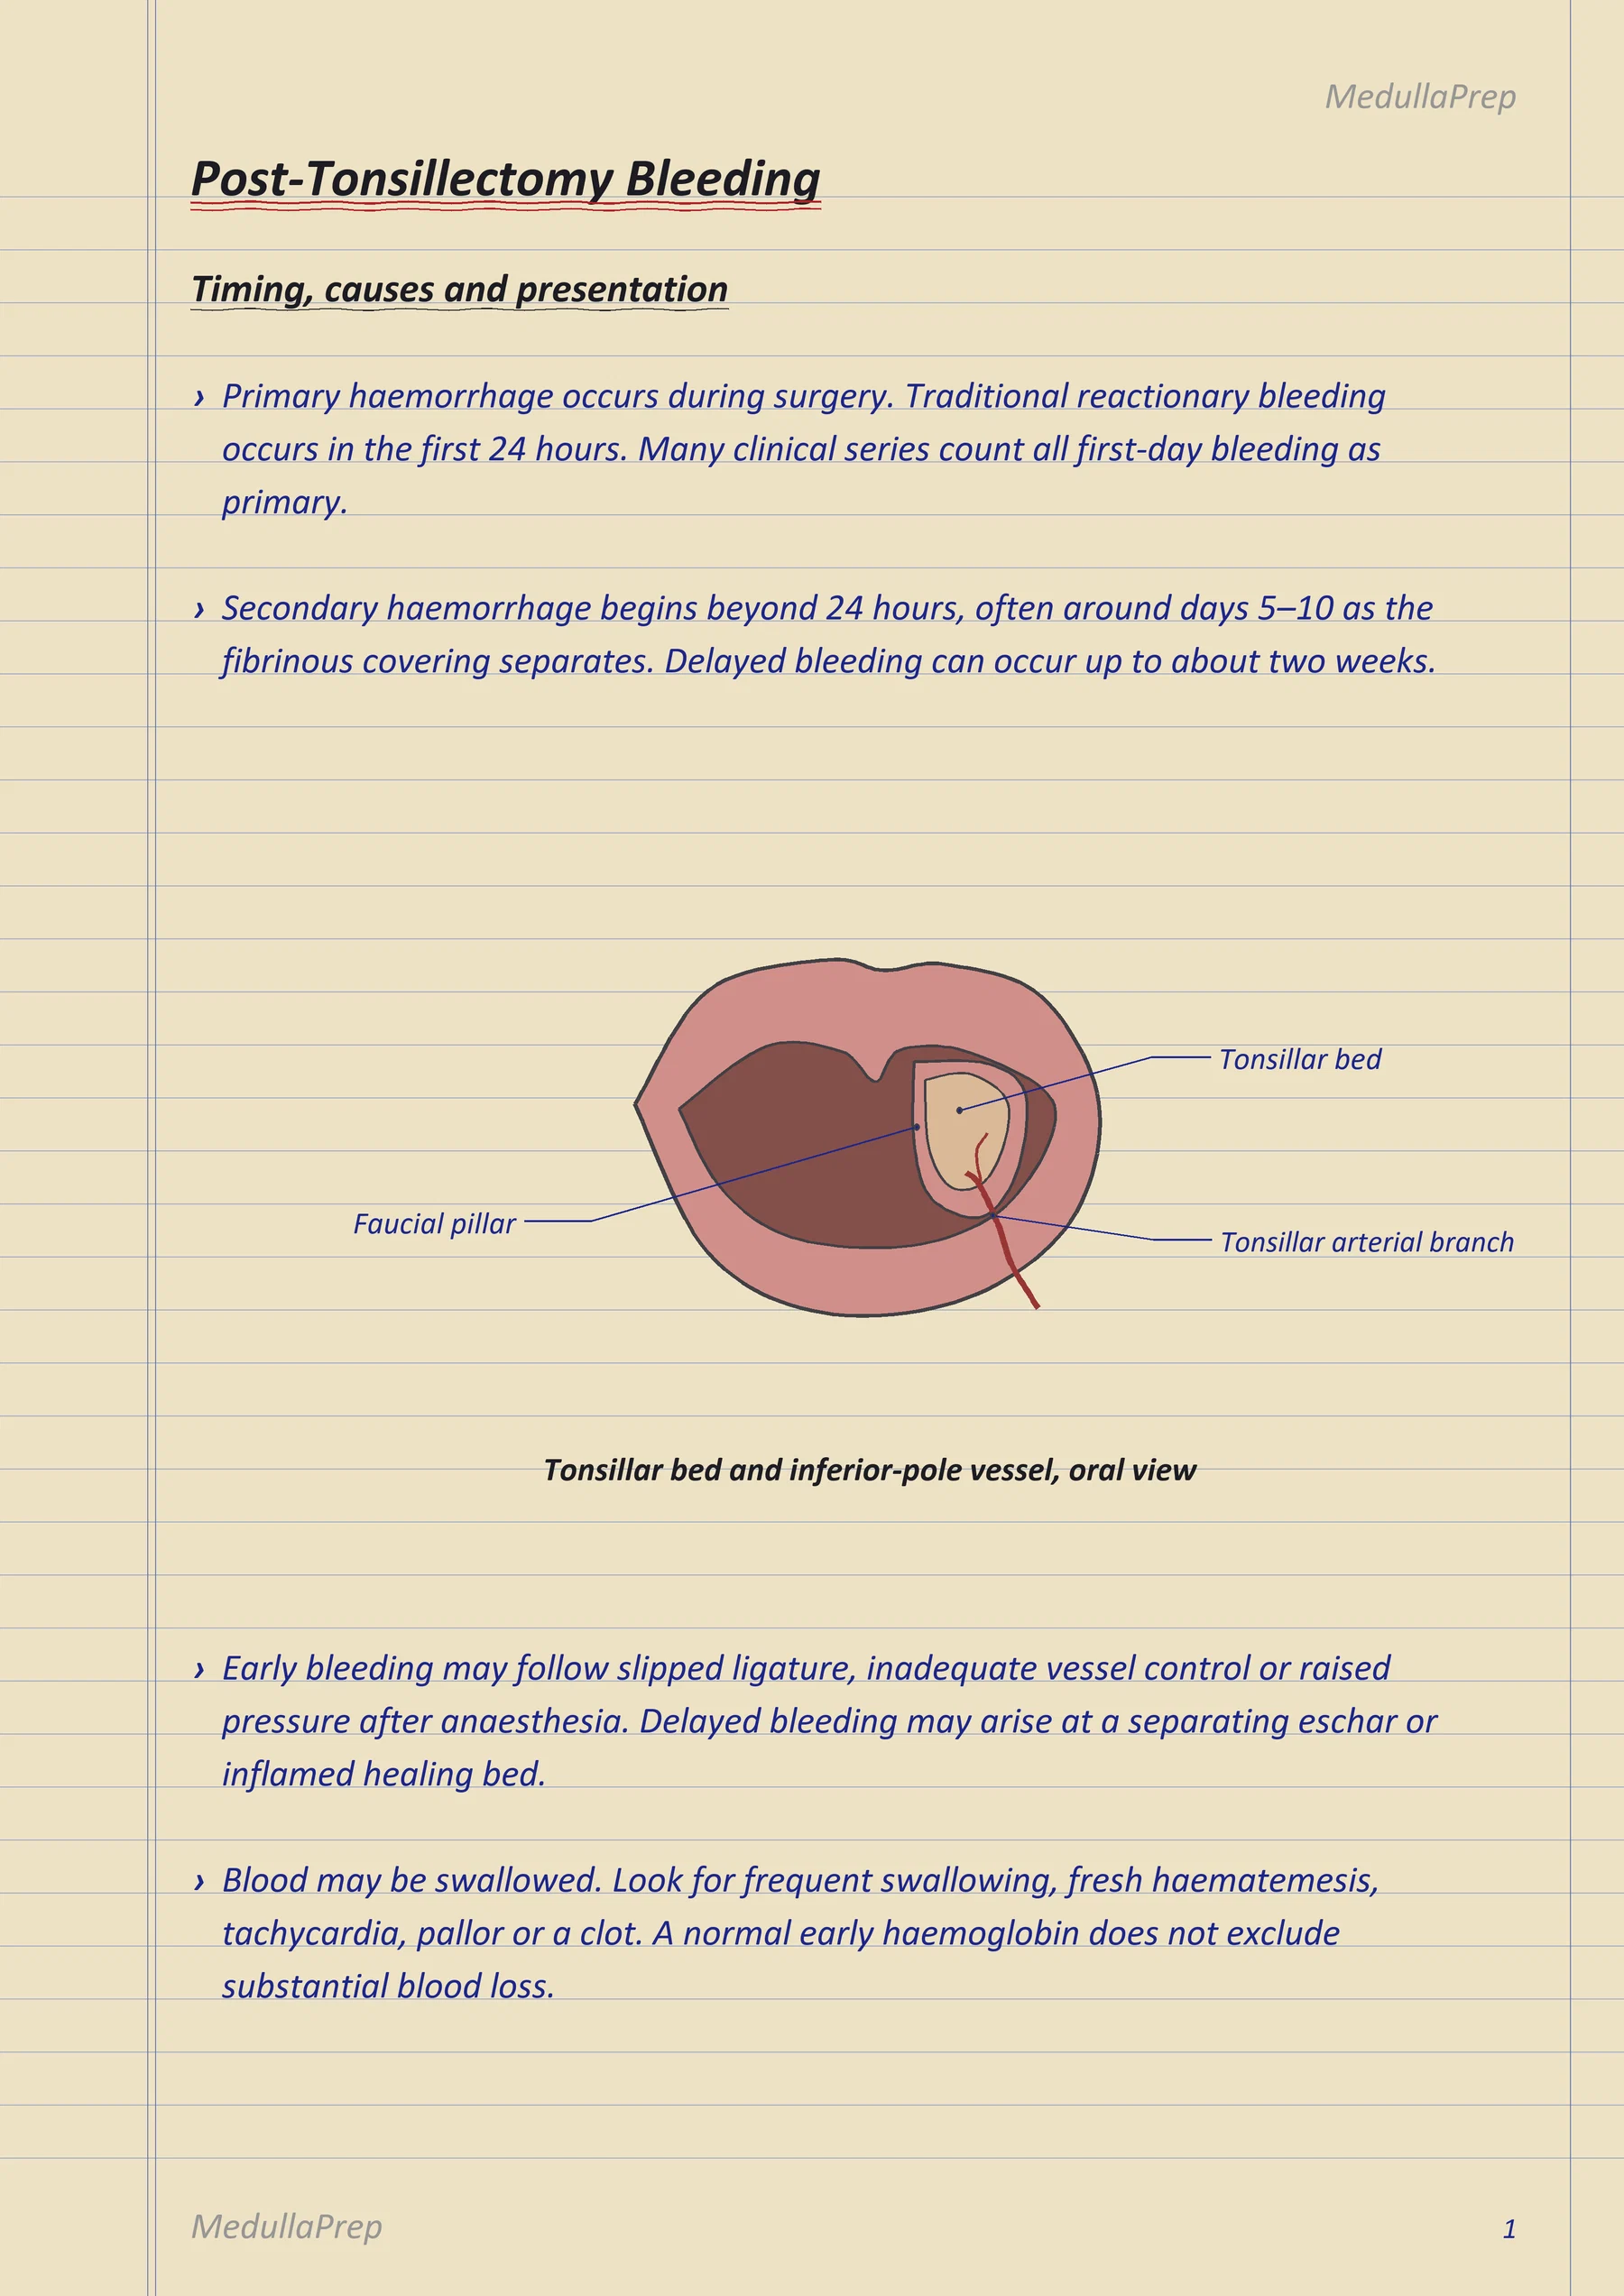 MedullaPrep
Post-Tonsillectomy Bleeding
Timing, causes and presentation
› Primary haemorrhage occurs during surgery. Traditional reactionary bleeding
occurs in the first 24 hours. Many clinical series count all first-day bleeding as
primary.
› Secondary haemorrhage begins beyond 24 hours, often around days 5–10 as the
fibrinous covering separates. Delayed bleeding can occur up to about two weeks.
Tonsillar bed
Faucial pillar
Tonsillar arterial branch
Tonsillar bed and inferior-pole vessel, oral view
› Early bleeding may follow slipped ligature, inadequate vessel control or raised
pressure after anaesthesia. Delayed bleeding may arise at a separating eschar or
inflamed healing bed.
› Blood may be swallowed. Look for frequent swallowing, fresh haematemesis,
tachycardia, pallor or a clot. A normal early haemoglobin does not exclude
substantial blood loss.
MedullaPrep
1